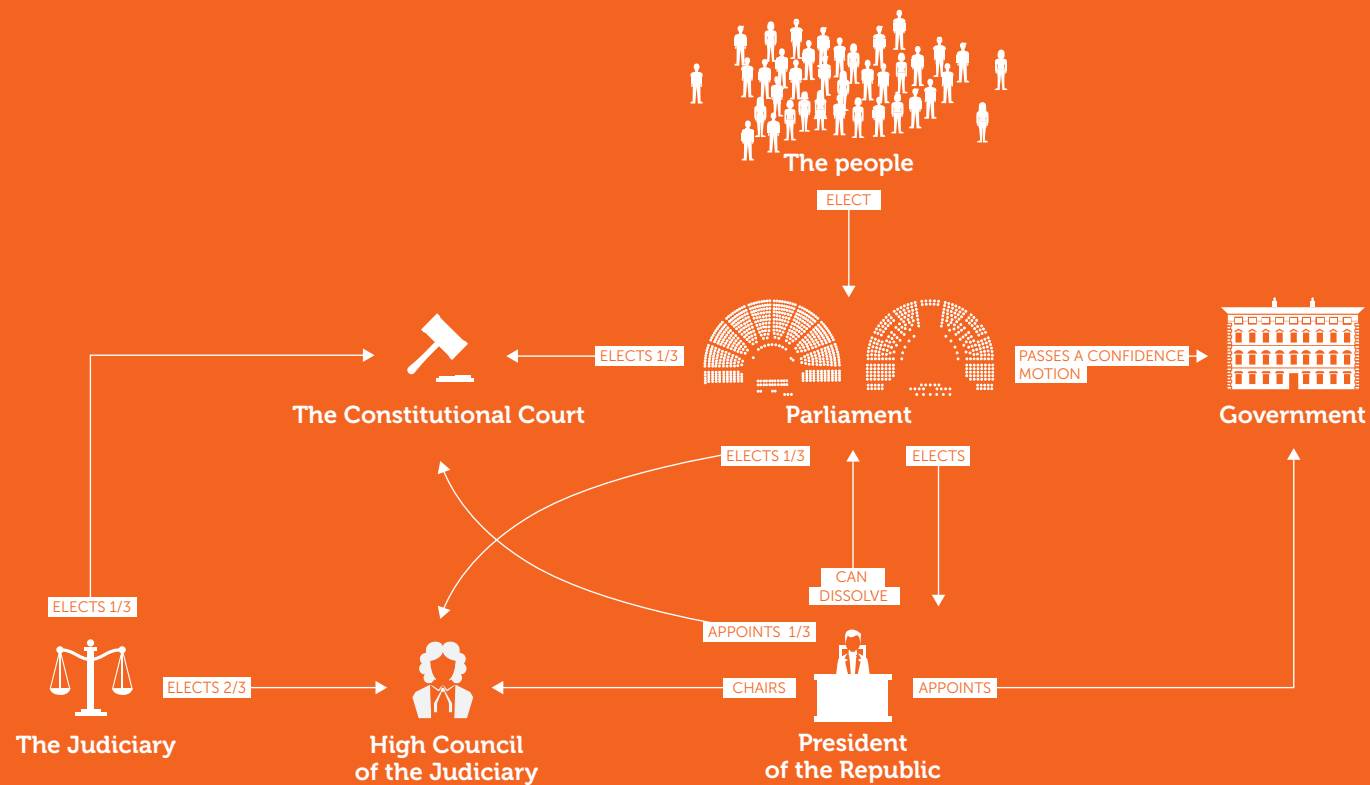 The people
ELECT
ELECTS 1/3
PASSES A CONFIDENCE
MOTION
The Constitutional Court
Parliament
Government
ELECTS 1/3
ELECTS
CAN
DISSOLVE
ELECTS 1/3
APPOINTS 1/3
ELECTS 2/3
CHAIRS
APPOINTS
The Judiciary
High Council
of the Judiciary
President
of the Republic